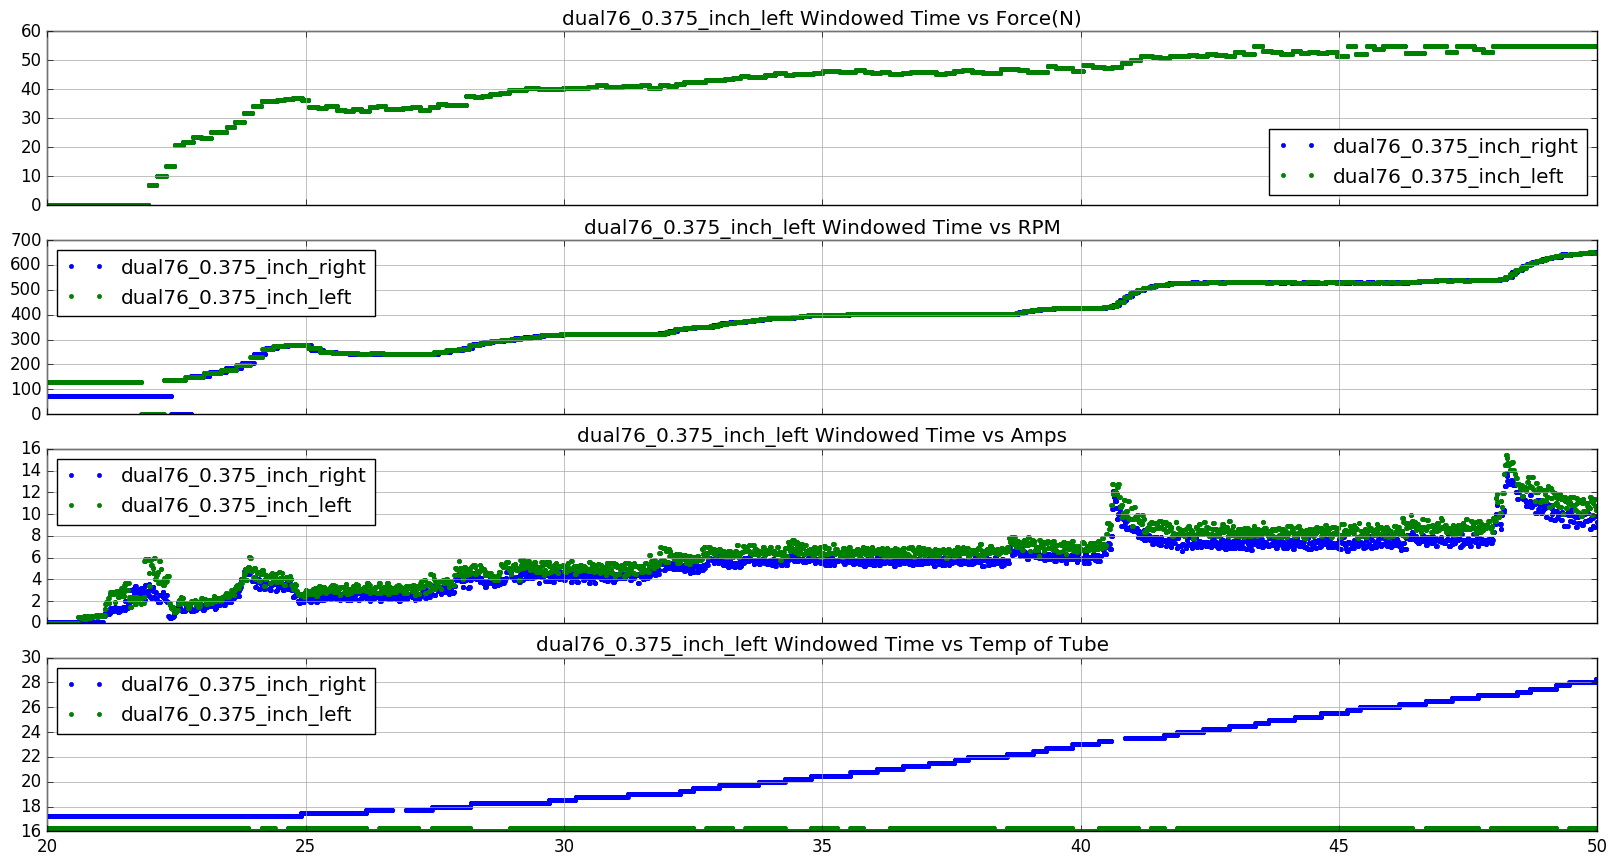 dual76_0.375_inch_left Windowed Time vs Force(N)
60
50
40
30
20
10
0
dual76_0.375_inch_right
dual76_0.375_inch_left
dual76_0.375_inch_left Windowed Time vs RPM
700
600
500
400
300
200
100
0
dual76_0.375_inch_right
dual76_0.375_inch_left
dual76_0.375_inch_left Windowed Time vs Amps
16
14
12
10
8
6
4
2
0
dual76_0.375_inch_right
dual76_0.375_inch_left
dual76_0.375_inch_left Windowed Time vs Temp of Tube
30
28
26
24
22
20
18
16
dual76_0.375_inch_right
dual76_0.375_inch_left
20 25 30 35 40 45 50